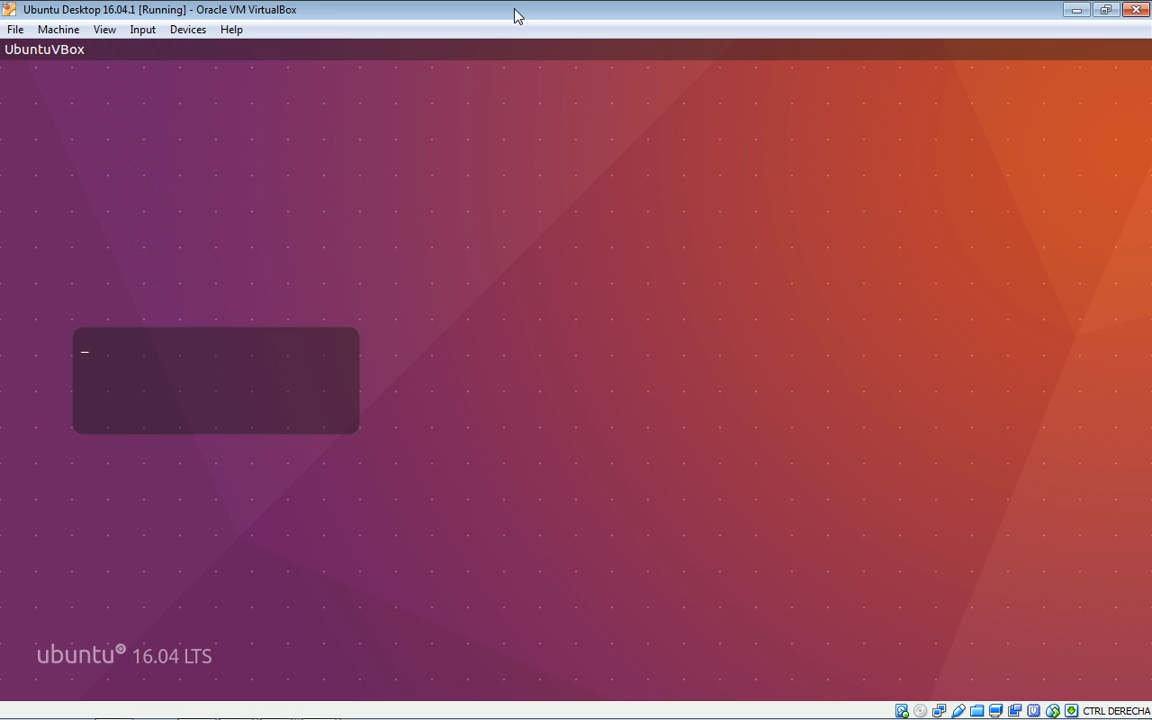 Ubuntu Desktop 16.04.1 [Running] - Oracle VM VirtualBox
File Machine View Input Devices Help
UbuntuVBox
_
ubuntu® 16.04 LTS
CTRL DERECHA